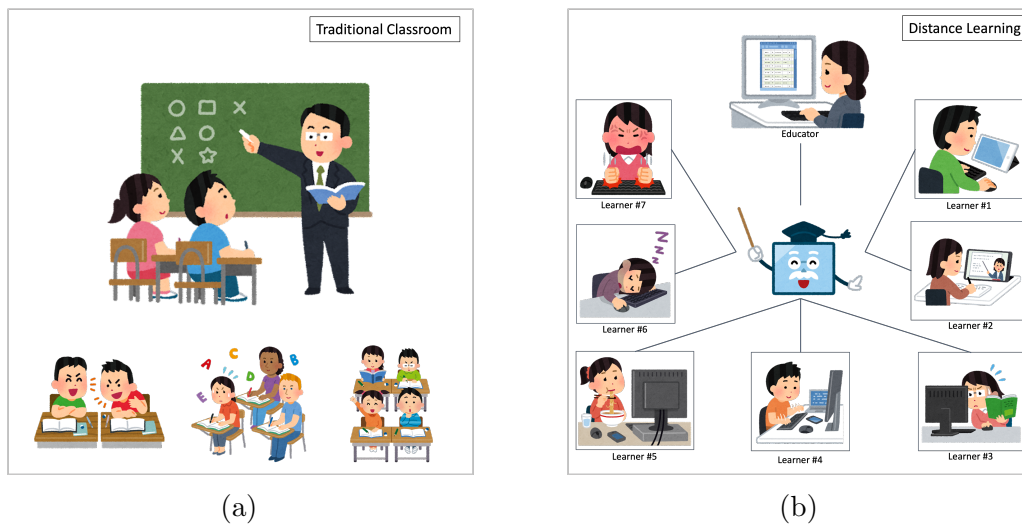 Traditional Classroom
A
C
B
D
E
(a)
Distance Learning
Educator
Learner #7
Learner #1
Z
Z
Z
Learner #6
Learner #2
Learner #5
Learner #4
Learner #3
(b)